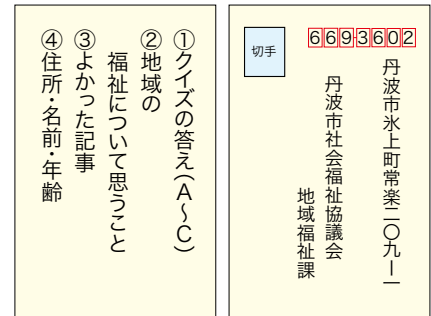 ①クイズの答え（A～C）
②地域の
福祉について思うこと
③よかった記事
④住所・名前・年齢
切手
6693602
丹波市氷上町常楽二〇九ー一
丹波市社会福祉協議会
地域福祉課